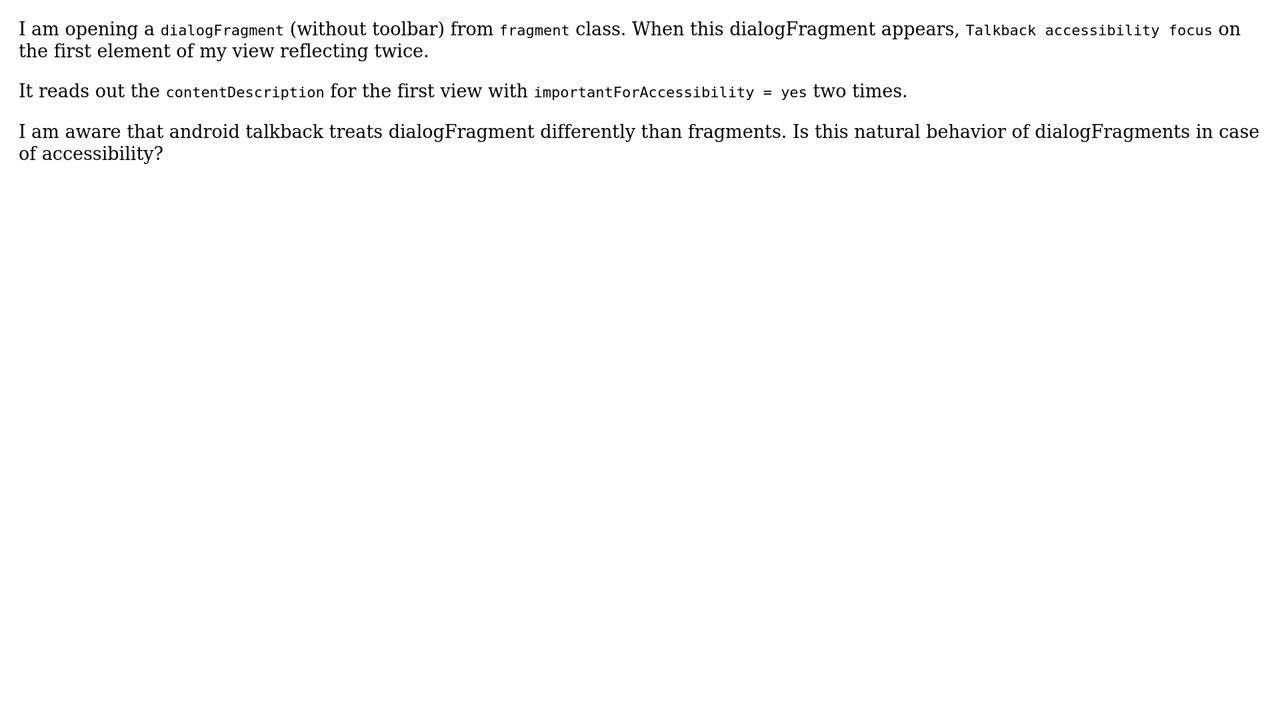 I am opening a dialogFragment (without toolbar) from fragment class. When this dialogFragment appears, Talkback accessibility focus on
the first element of my view reflecting twice.
It reads out the contentDescription for the first view with importantForAccessibility = yes two times.
I am aware that android talkback treats dialogFragment differently than fragments. Is this natural behavior of dialogFragments in case
of accessibility?